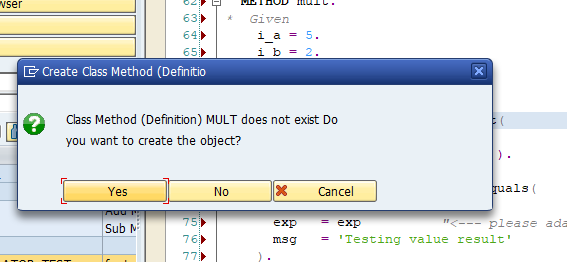 wser
62 METHOD mult.
63 * Given
64 i_a = 5.
65 i_b = 2.
Create Class Method (Definitio
Class Method (Definition) MULT does not exist Do
you want to create the object?
Yes No Cancel
t(
).
quals(
Sub M
75 exp = exp "<--- please ada
76 msg = 'Testing value result'
77 ).